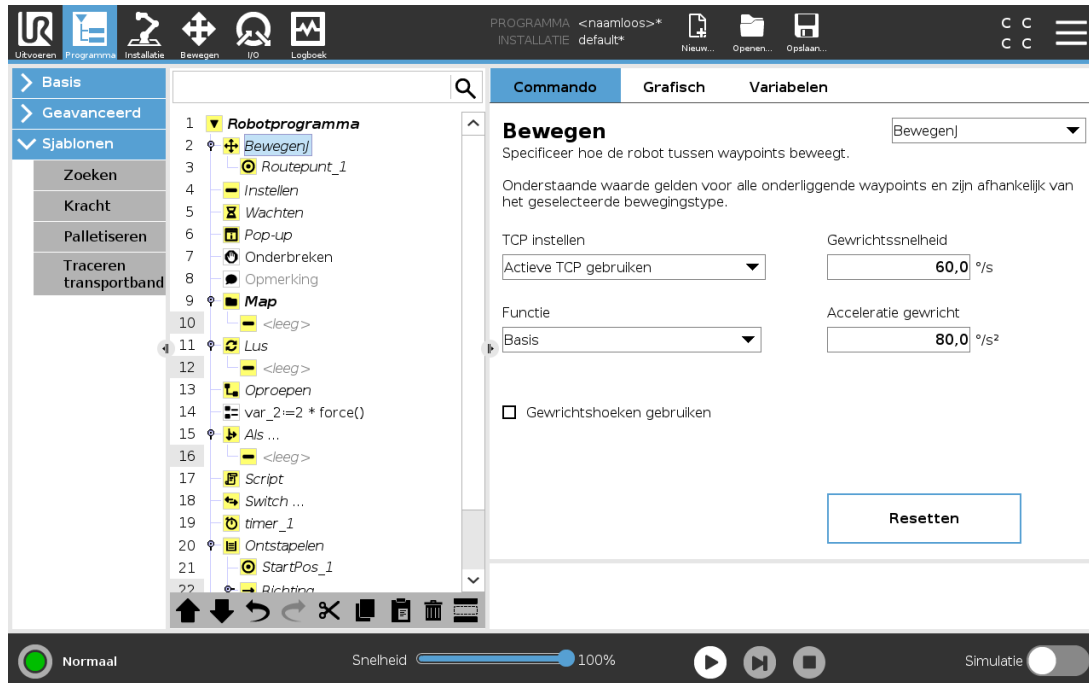 PROGRAMMA <naamloos>*
INSTALLATIE default*
UR
Uitvoeren Programma Installatie Bewegen I/O Logboek
Nieuw... Openen... Opslaan...
C C
C C
Basis
Geavanceerd
Sjablonen
Zoeken
Kracht
Palletiseren
Traceren
transportband
1 Robotprogramma
2 BewegenJ
3 Routepunt_1
4 Instellen
5 Wachten
6 Pop-up
7 Onderbreken
8 Opmerking
9 Map
10 <leeg>
11 Lus
12 <leeg>
13 Oproepen
14 var_2:=2 * force()
15 Als ...
16 <leeg>
17 Script
18 Switch ...
19 timer_1
20 Ontstapelen
21 StartPos_1
22 Richting
Commando Grafisch Variabelen
Bewegen
BewegenJ
Specificeer hoe de robot tussen waypoints beweegt.
Onderstaande waarde gelden voor alle onderliggende waypoints en zijn afhankelijk van
het geselecteerde bewegingstype.
TCP instellen
Gewrichtssnelheid
Actieve TCP gebruiken
60,0 °/s
Functie
Acceleratie gewricht
Basis
80,0 °/s²
Gewrichtshoeken gebruiken
Resetten
Normaal
Snelheid 100%
Simulatie